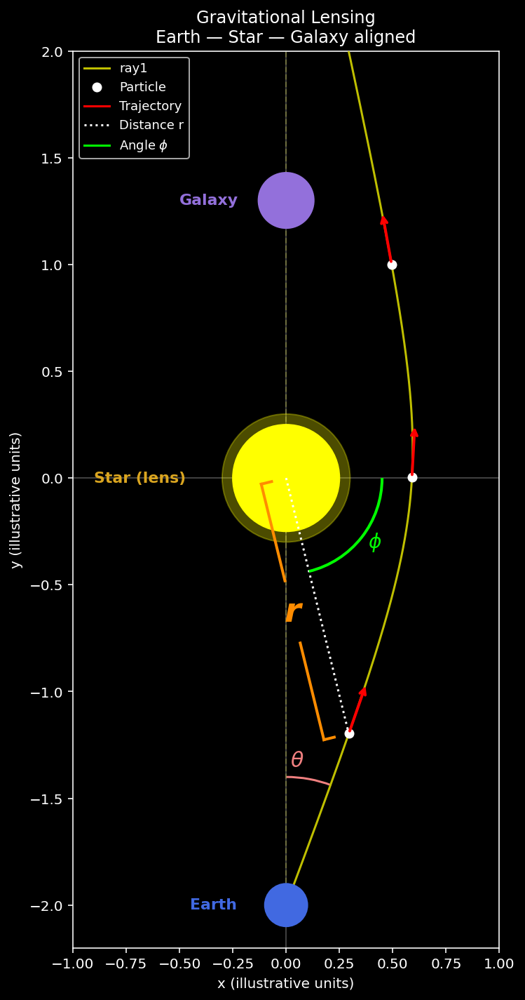 Gravitational Lensing
Earth — Star — Galaxy aligned
ray1
Particle
Trajectory
Distance r
Angle ϕ
2.0
1.5
1.0
0.5
0.0
−0.5
−1.0
−1.5
−2.0
y (illustrative units)
Galaxy
Star (lens)
ϕ
r
θ
Earth
−1.00 −0.75 −0.50 −0.25 0.00 0.25 0.50 0.75 1.00
x (illustrative units)